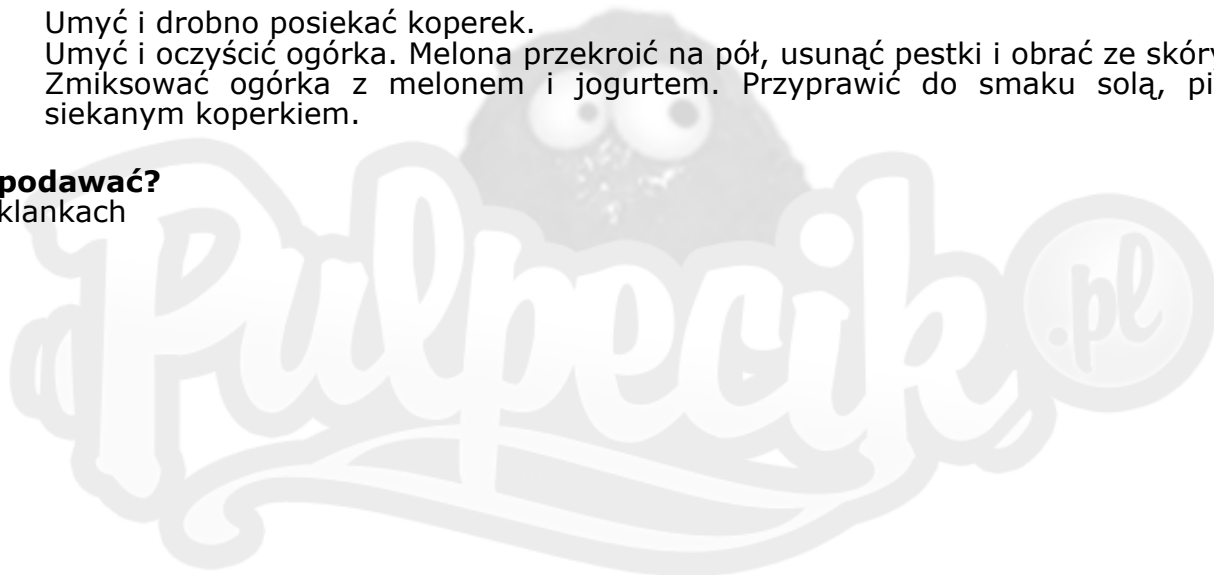 Umyć i drobno posiekać koperek.
Umyć i oczyścić ogórka. Melona przekroić na pół, usunąć pestki i obrać ze skóry
Zmiksować ogórka z melonem i jogurtem. Przyprawić do smaku solą, pi
siekanym koperkiem.
podawać?
klankach
Pulpecik.pl